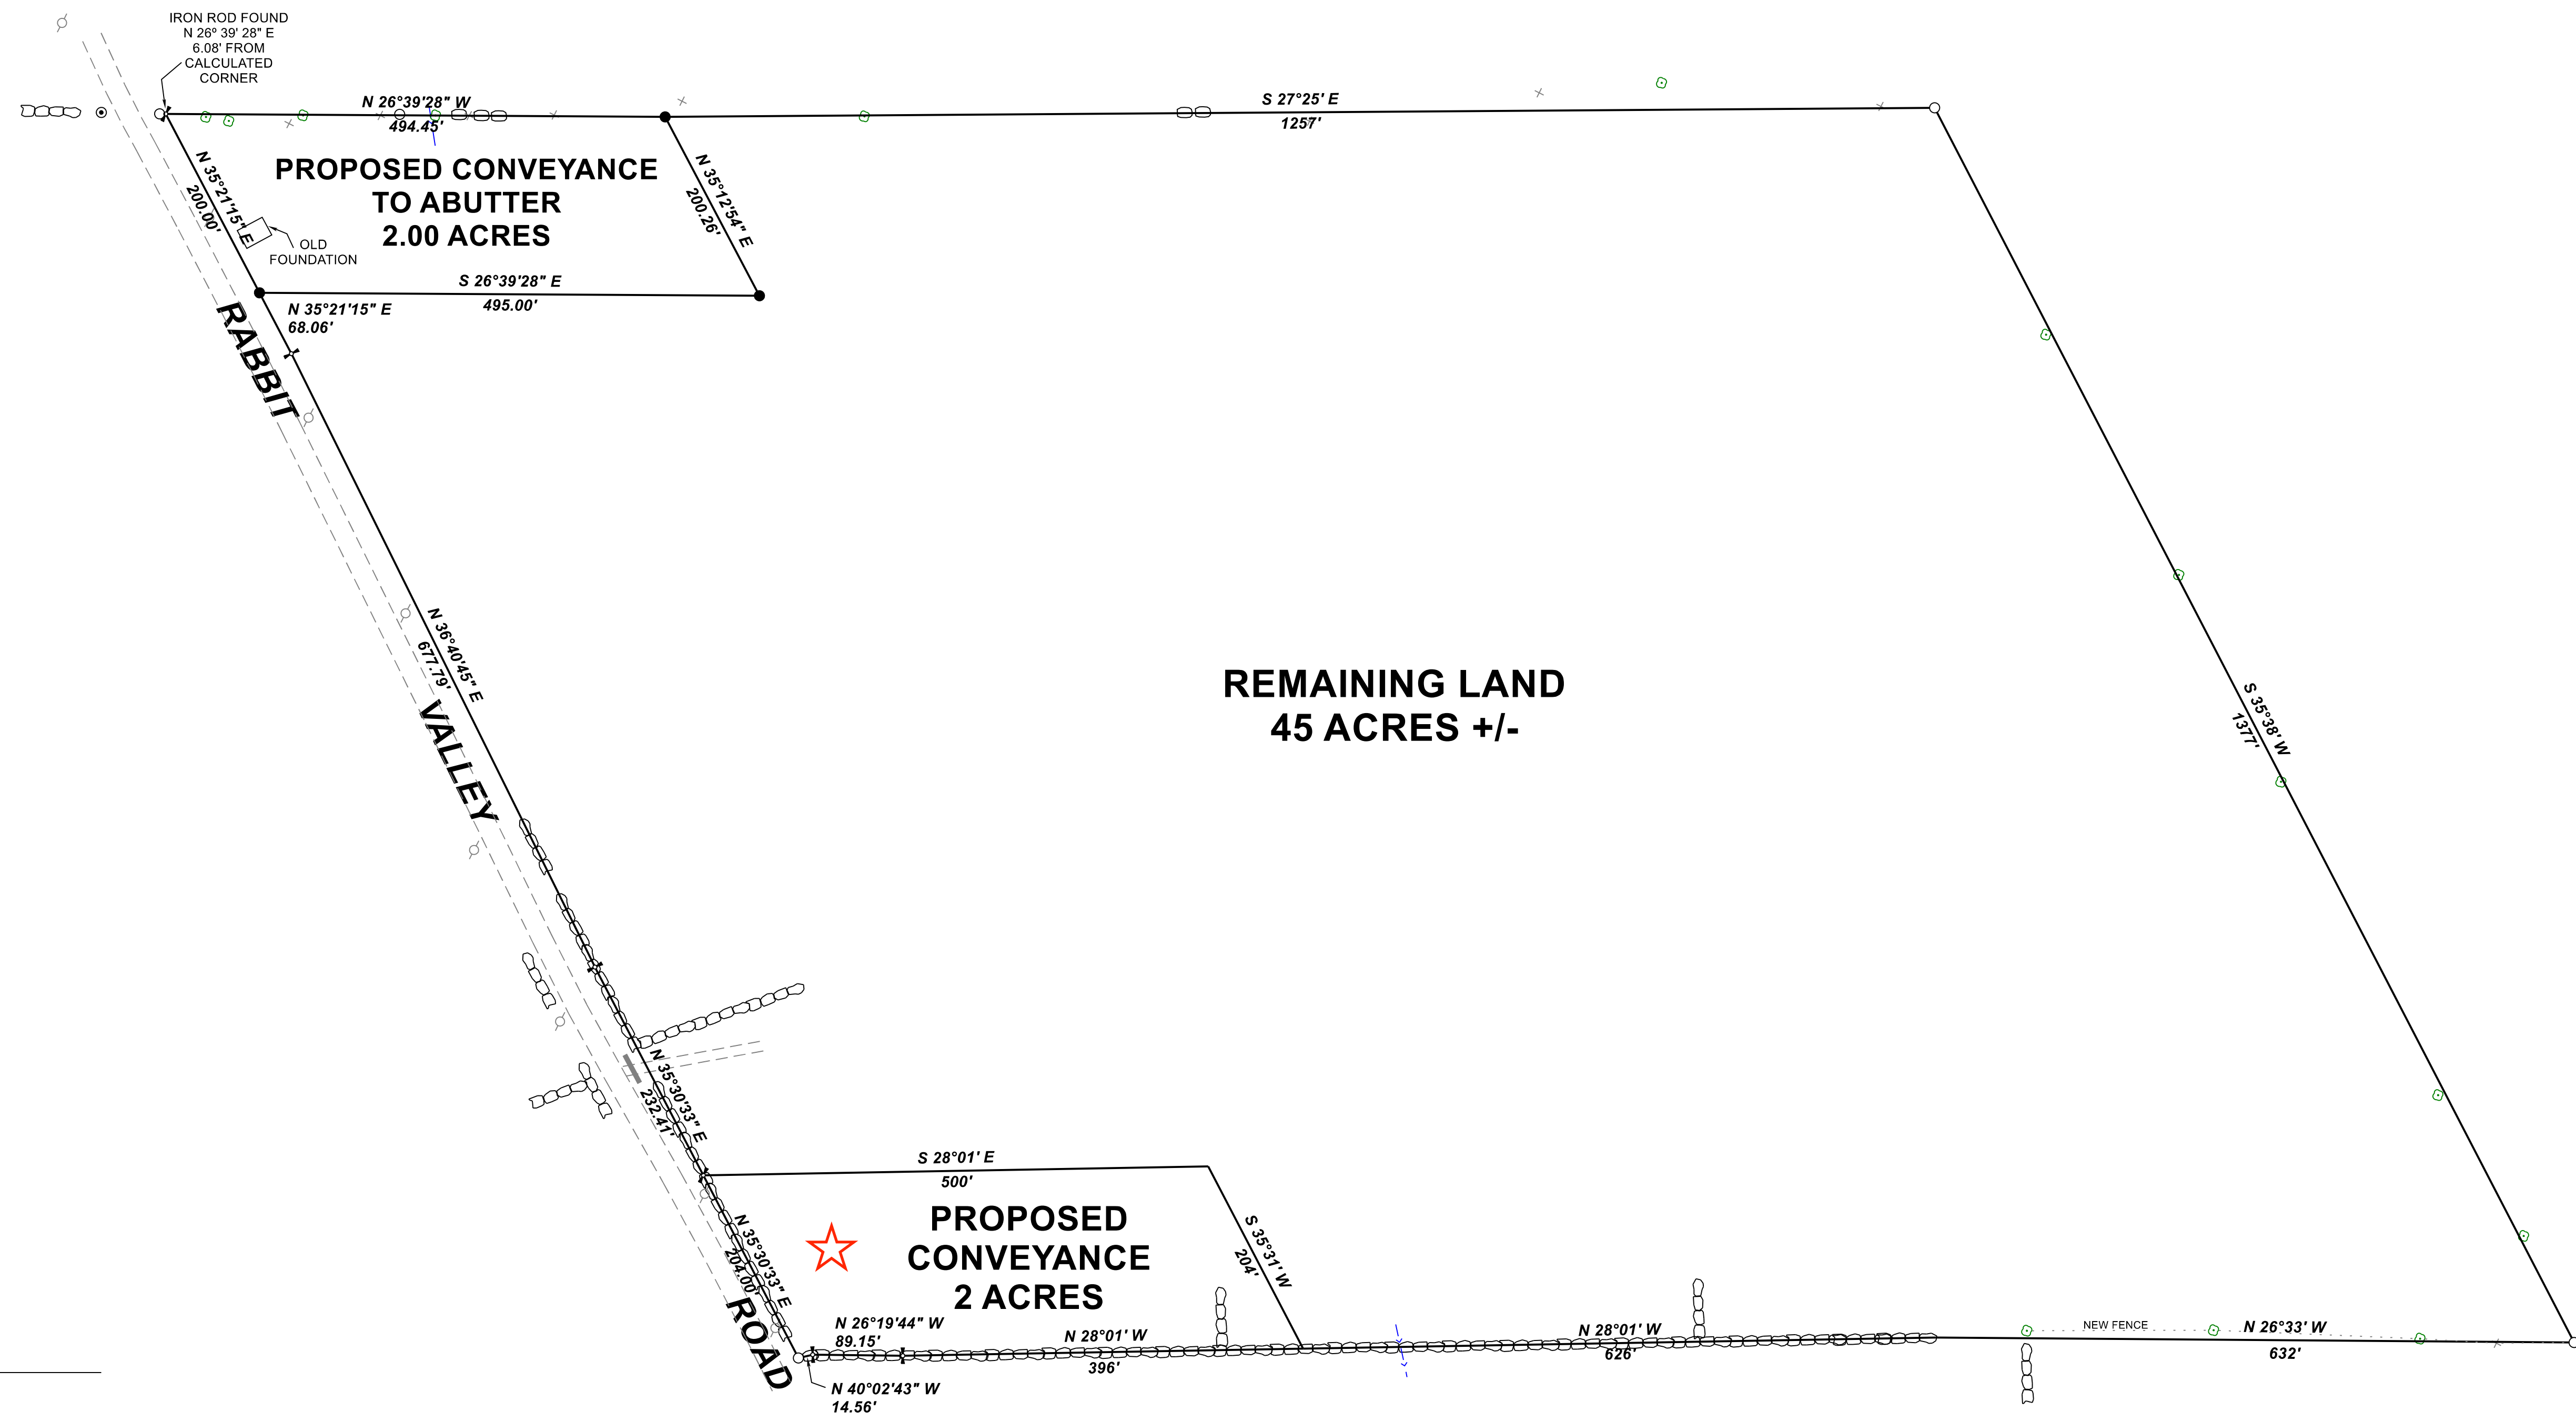 IRON ROD FOUND
N 26º 39' 28" E
6.08' FROM
CALCULATED
CORNER
N 26°39'28" W
494.45'
S 27°25' E
1257'
N 35°21'15" E
200.00'
PROPOSED CONVEYANCE
TO ABUTTER
2.00 ACRES
N 35°12'54" E
200.26'
OLD
FOUNDATION
S 26°39'28" E
495.00'
N 35°21'15" E
68.06'
RABBIT
VALLEY
ROAD
N 36°40'45" E
677.79'
REMAINING LAND
45 ACRES +/-
S 35°38' W
1377'
N 35°30'33" E
232.41'
S 28°01' E
500'
PROPOSED
CONVEYANCE
2 ACRES
S 35°31' W
204'
N 35°30'33" E
204.00'
N 26°19'44" W
89.15'
N 28°01' W
396'
N 28°01' W
626'
NEW FENCE
N 26°33' W
632'
N 40°02'43" W
14.56'